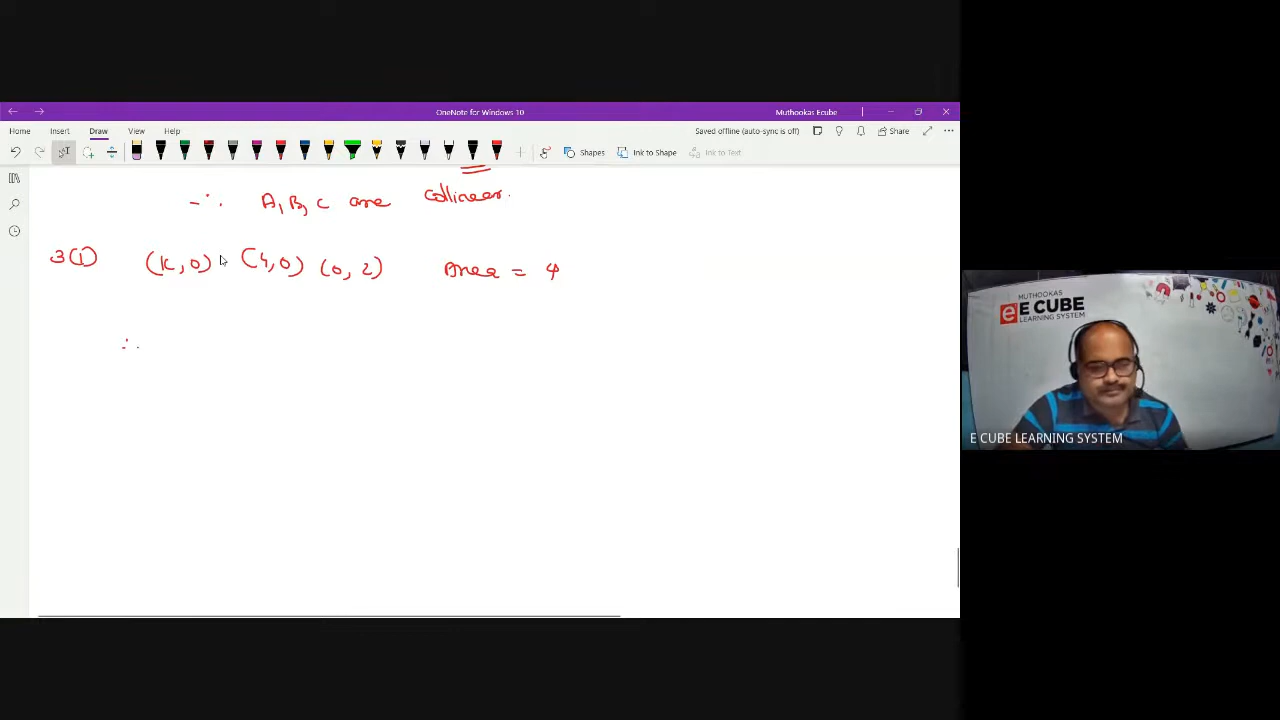 OneNote for Windows 10
Muthookas Ecube
Home Insert Draw View Help
Saved offline (auto-sync is off)
Share
Shapes
Ink to Shape
Ink to Text
∴ A, B, C are collinear.
3(1) (k, 0) (4, 0) (0, 2) Area = 4
∴
MUTHOOKAS
E CUBE
LEARNING SYSTEM
E CUBE LEARNING SYSTEM